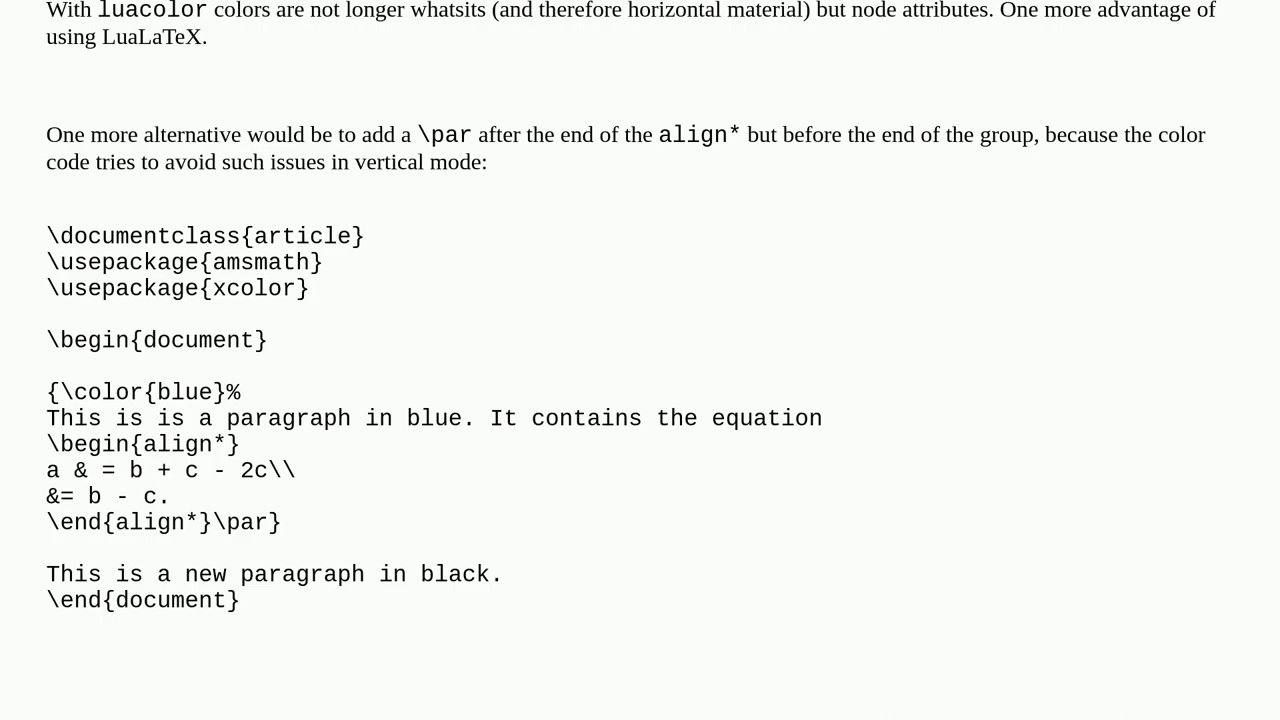 With luacolor colors are not longer whatsits (and therefore horizontal material) but node attributes. One more advantage of
using LuaLaTeX.
One more alternative would be to add a \par after the end of the align* but before the end of the group, because the color
code tries to avoid such issues in vertical mode:
\documentclass{article}
\usepackage{amsmath}
\usepackage{xcolor}
\begin{document}
{\color{blue}%
This is is a paragraph in blue. It contains the equation
\begin{align*}
a & = b + c - 2c\\
&= b - c.
\end{align*}\par}
This is a new paragraph in black.
\end{document}